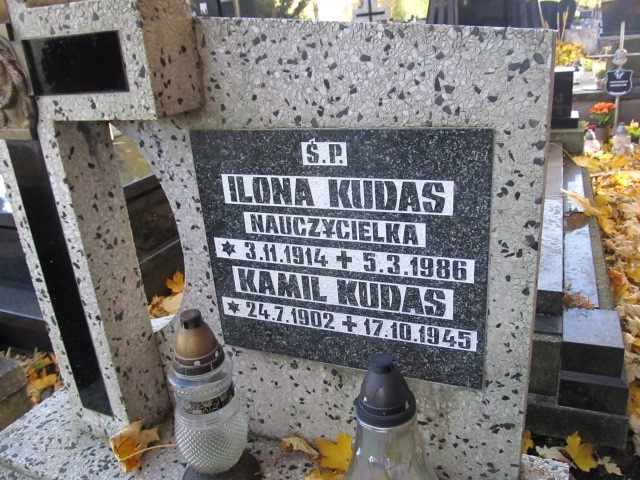 Ś.P.
ILONA KUDAS
NAUCZYCIELKA
* 3.11.1914 + 5.3.1986
KAMIL KUDAS
* 24.7.1902 + 17.10.1945